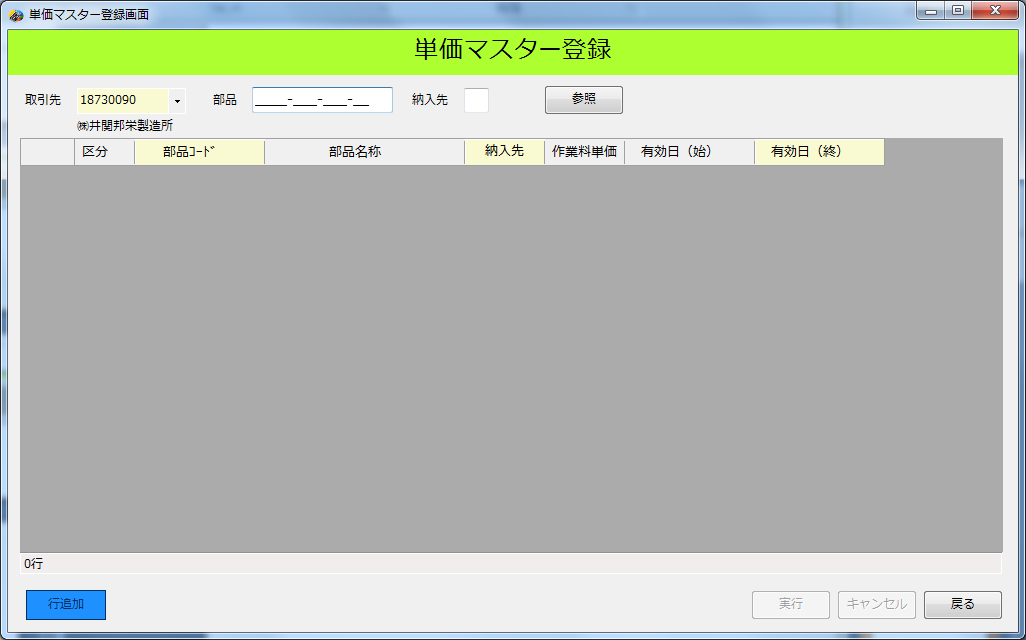 単価マスター登録画面
単価マスター登録
取引先 18730090 部品 _____-____-____-__ 納入先 参照
㈱井関邦栄製造所
区分 部品ｺｰﾄﾞ 部品名称 納入先 作業料単価 有効日（始） 有効日（終）
0行
行追加 実行 キャンセル 戻る